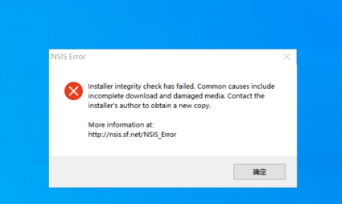 NSIS Error
Installer integrity check has failed. Common causes include
incomplete download and damaged media. Contact the
installer's author to obtain a new copy.
More information at:
http://nsis.sf.net/NSIS_Error
确定